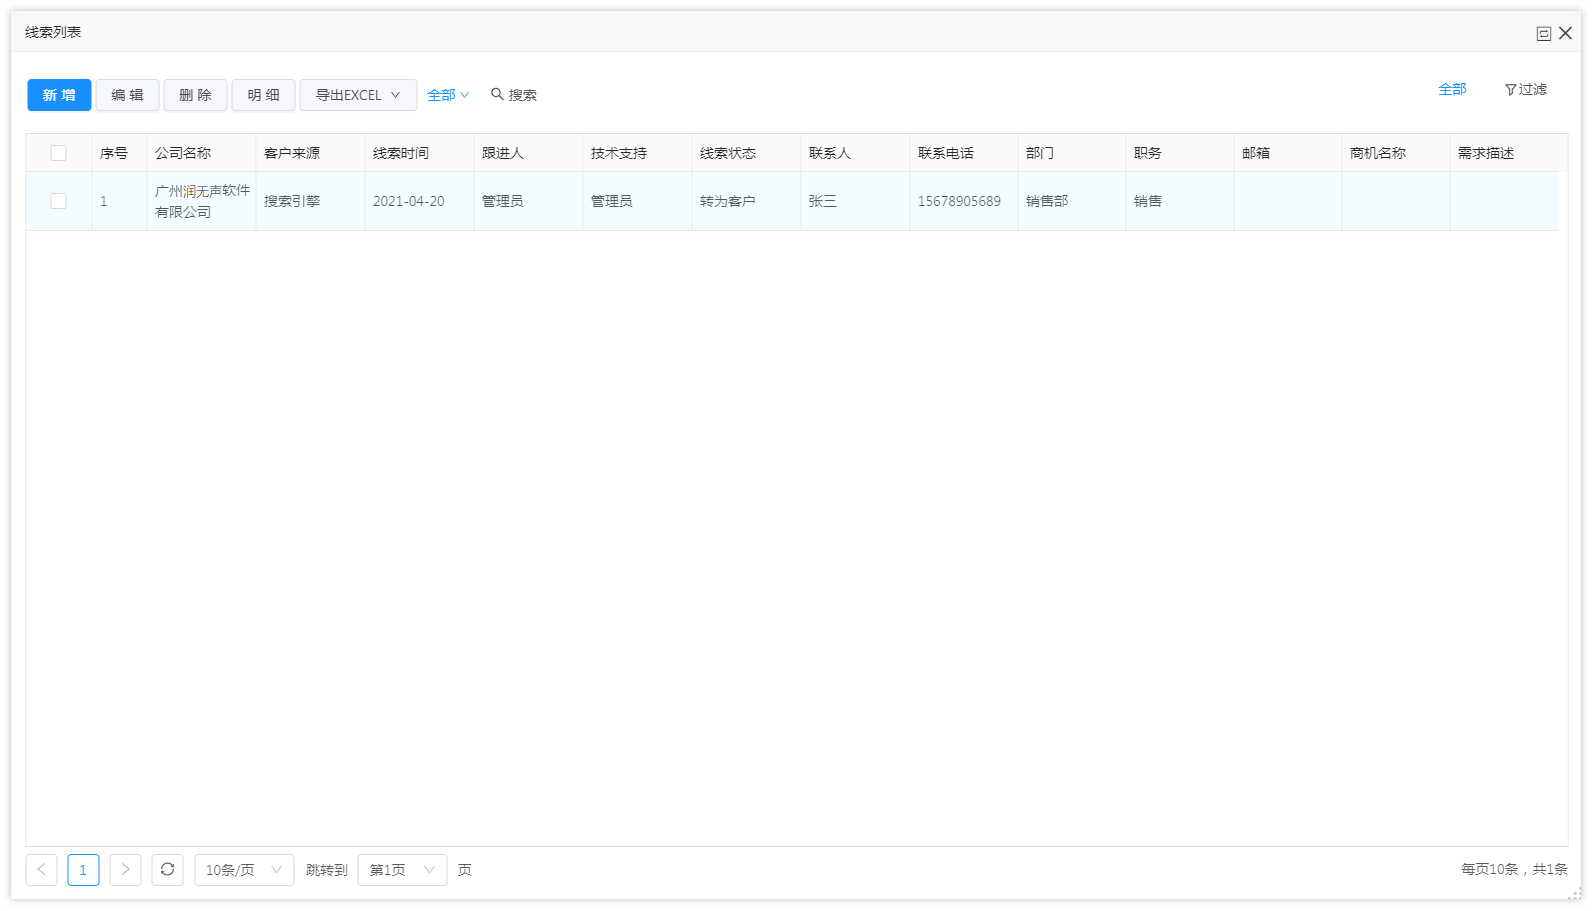 线索列表
新 增 编 辑 删 除 明 细 导出EXCEL 全部 搜索 全部 过滤
序号 公司名称 客户来源 线索时间 跟进人 技术支持 线索状态 联系人 联系电话 部门 职务 邮箱 商机名称 需求描述
1 广州润无声软件有限公司 搜索引擎 2021-04-20 管理员 管理员 转为客户 张三 15678905689 销售部 销售
1 10条/页 跳转到 第1页 页 每页10条，共1条